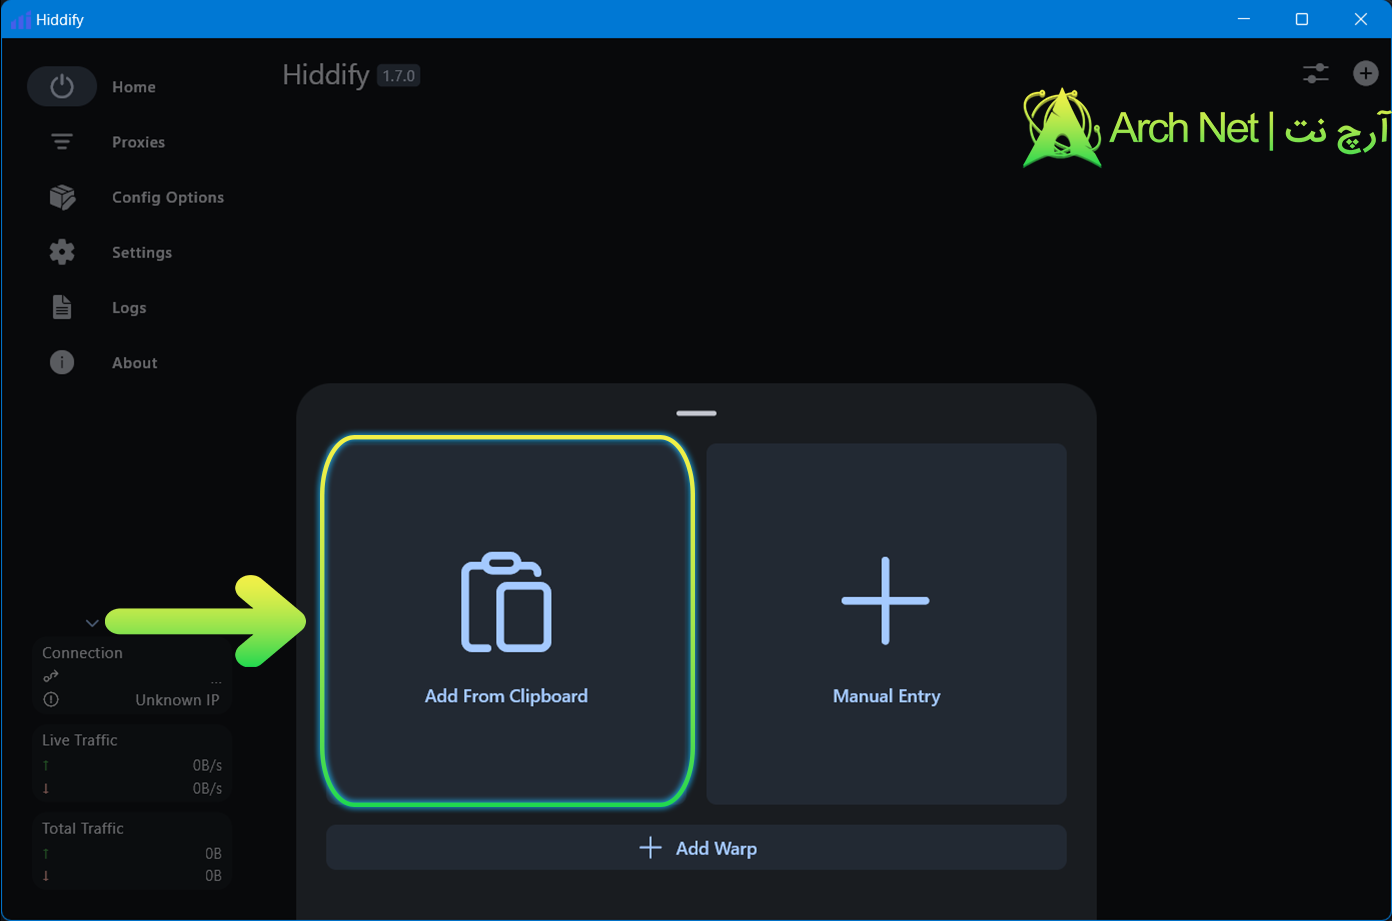 Hiddify
Home
Proxies
Config Options
Settings
Logs
About
Hiddify 1.7.0
Arch Net | آرچ نت
Add From Clipboard
Manual Entry
Add Warp
Connection
...
Unknown IP
Live Traffic
↑ 0B/s
↓ 0B/s
Total Traffic
↑ 0B
↓ 0B